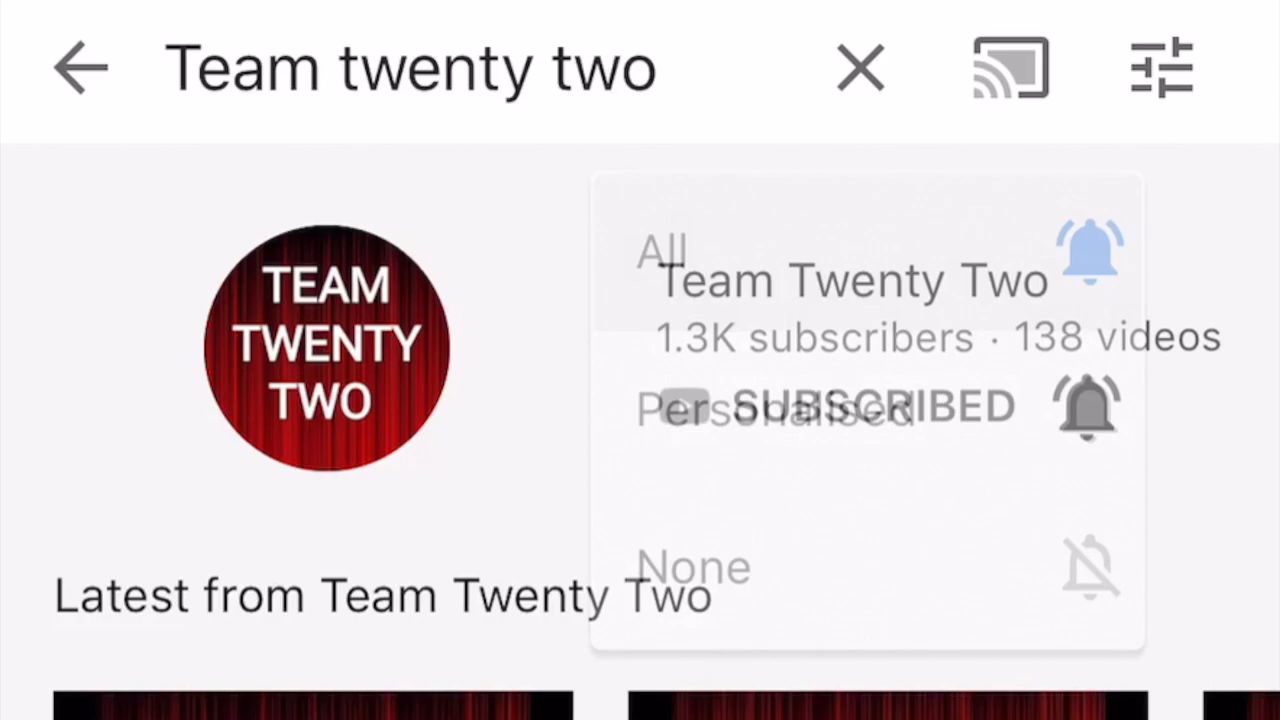 Team twenty two
TEAM
TWENTY
TWO
All
Team Twenty Two
1.3K subscribers · 138 videos
Personalised
SUBSCRIBED
None
Latest from Team Twenty Two